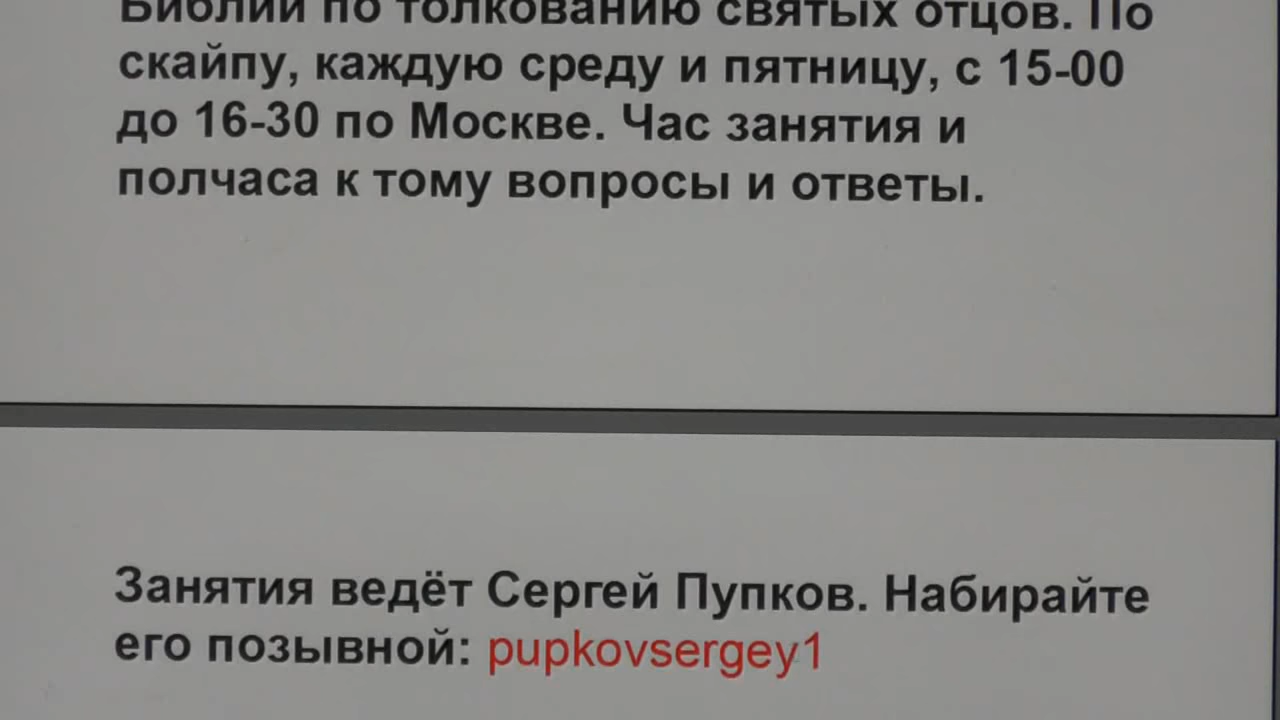 Библии по толкованию святых отцов. По
скайпу, каждую среду и пятницу, с 15-00
до 16-30 по Москве. Час занятия и
полчаса к тому вопросы и ответы.
Занятия ведёт Сергей Пупков. Набирайте
его позывной: pupkovsergey1